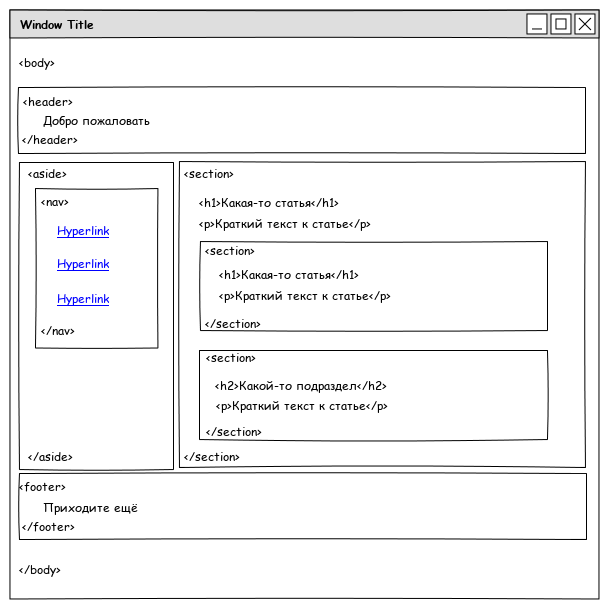 Window Title
<body>
<header>
Добро пожаловать
</header>
<aside>
<nav>
Hyperlink
Hyperlink
Hyperlink
</nav>
</aside>
<section>
<h1>Какая-то статья</h1>
<p>Краткий текст к статье</p>
<section>
<h1>Какая-то статья</h1>
<p>Краткий текст к статье</p>
</section>
<section>
<h2>Какой-то подраздел</h2>
<p>Краткий текст к статье</p>
</section>
</section>
<footer>
Приходите ещё
</footer>
</body>